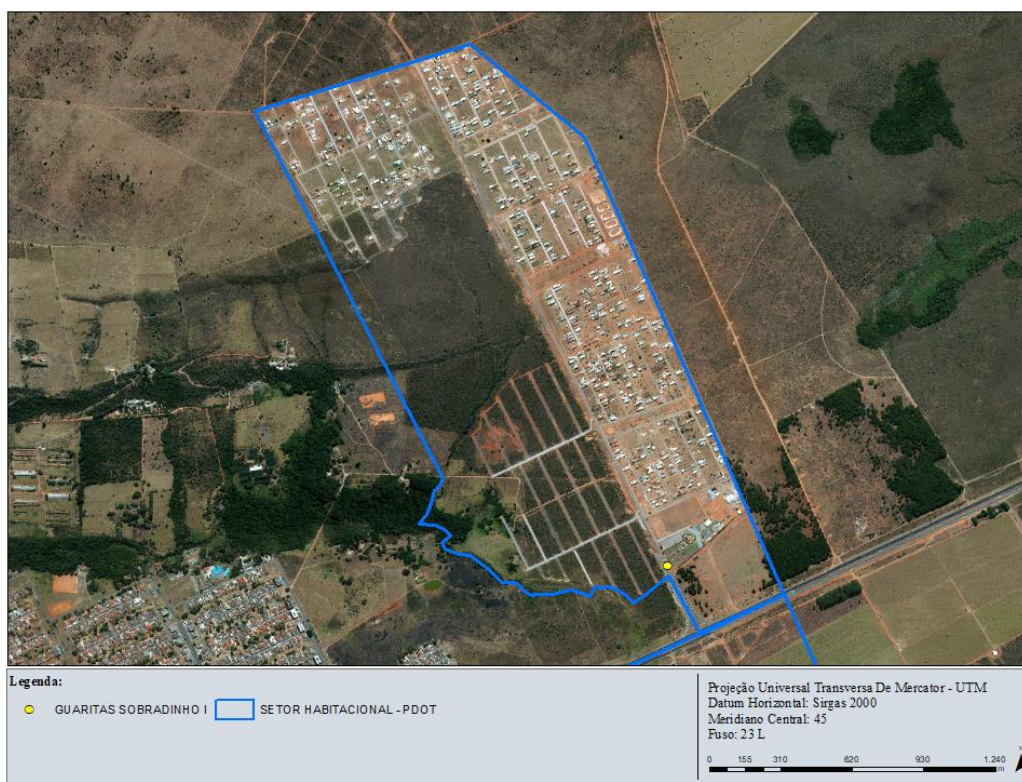 Legenda:
GUARITAS SOBRADINHO I
SETOR HABITACIONAL - PDOT
Projeção Universal Transversa De Mercator - UTM
Datum Horizontal: Sirgas 2000
Meridiano Central: 45
Fuso: 23 L
0 155 310 620 930 1.240
m
N